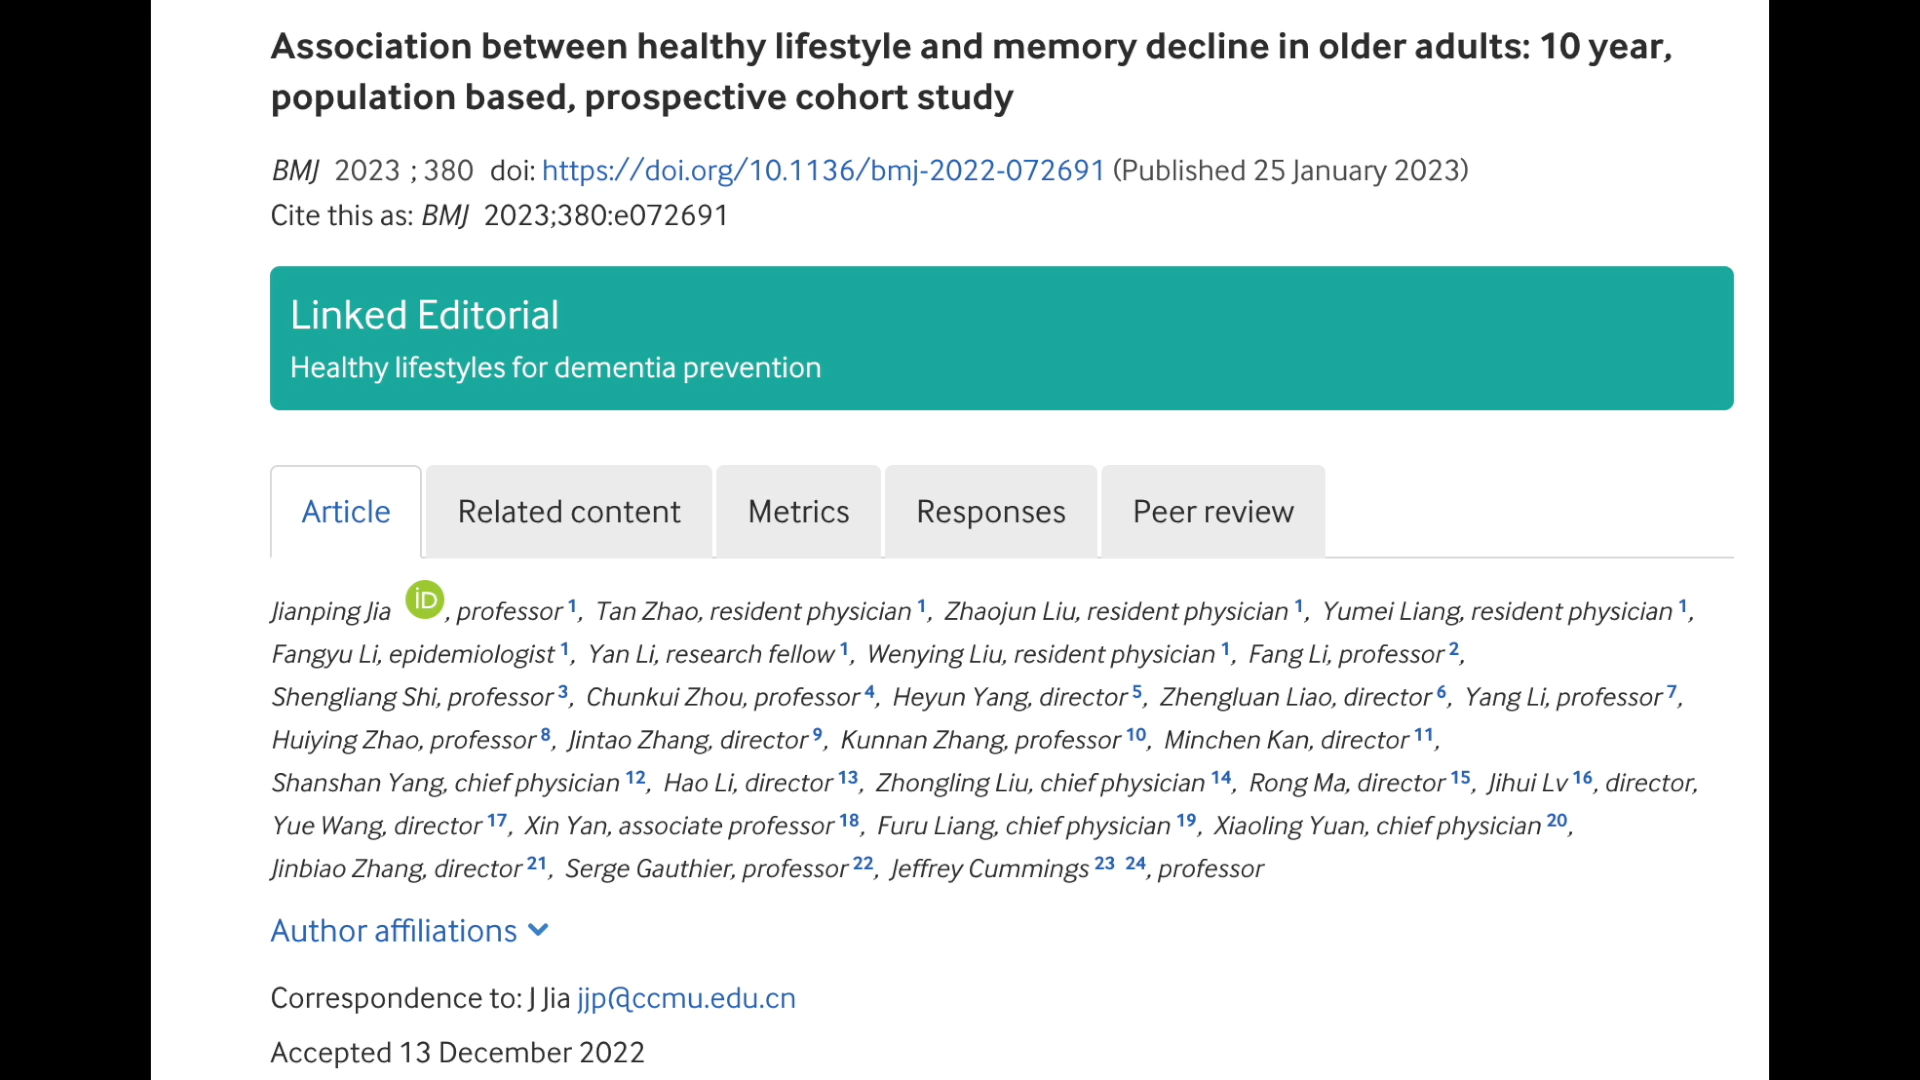 Association between healthy lifestyle and memory decline in older adults: 10 year,
population based, prospective cohort study
BMJ 2023 ; 380 doi: https://doi.org/10.1136/bmj-2022-072691 (Published 25 January 2023)
Cite this as: BMJ 2023;380:e072691
Linked Editorial
Healthy lifestyles for dementia prevention
Article Related content Metrics Responses Peer review
Jianping Jia iD, professor 1, Tan Zhao, resident physician 1, Zhaojun Liu, resident physician 1, Yumei Liang, resident physician 1,
Fangyu Li, epidemiologist 1, Yan Li, research fellow 1, Wenying Liu, resident physician 1, Fang Li, professor 2,
Shengliang Shi, professor 3, Chunkui Zhou, professor 4, Heyun Yang, director 5, Zhengluan Liao, director 6, Yang Li, professor 7,
Huiying Zhao, professor 8, Jintao Zhang, director 9, Kunnan Zhang, professor 10, Minchen Kan, director 11,
Shanshan Yang, chief physician 12, Hao Li, director 13, Zhongling Liu, chief physician 14, Rong Ma, director 15, Jihui Lv 16, director,
Yue Wang, director 17, Xin Yan, associate professor 18, Furu Liang, chief physician 19, Xiaoling Yuan, chief physician 20,
Jinbiao Zhang, director 21, Serge Gauthier, professor 22, Jeffrey Cummings 23 24, professor
Author affiliations
Correspondence to: J Jia jjp@ccmu.edu.cn
Accepted 13 December 2022